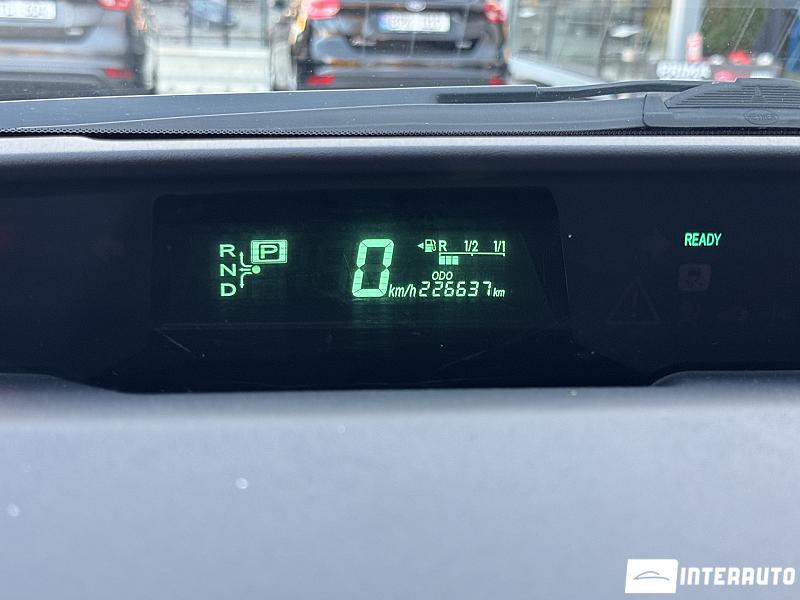 READY
R
N
D
P
0 km/h
R 1/2 1/1
ODO
226637 km
INTERAUTO